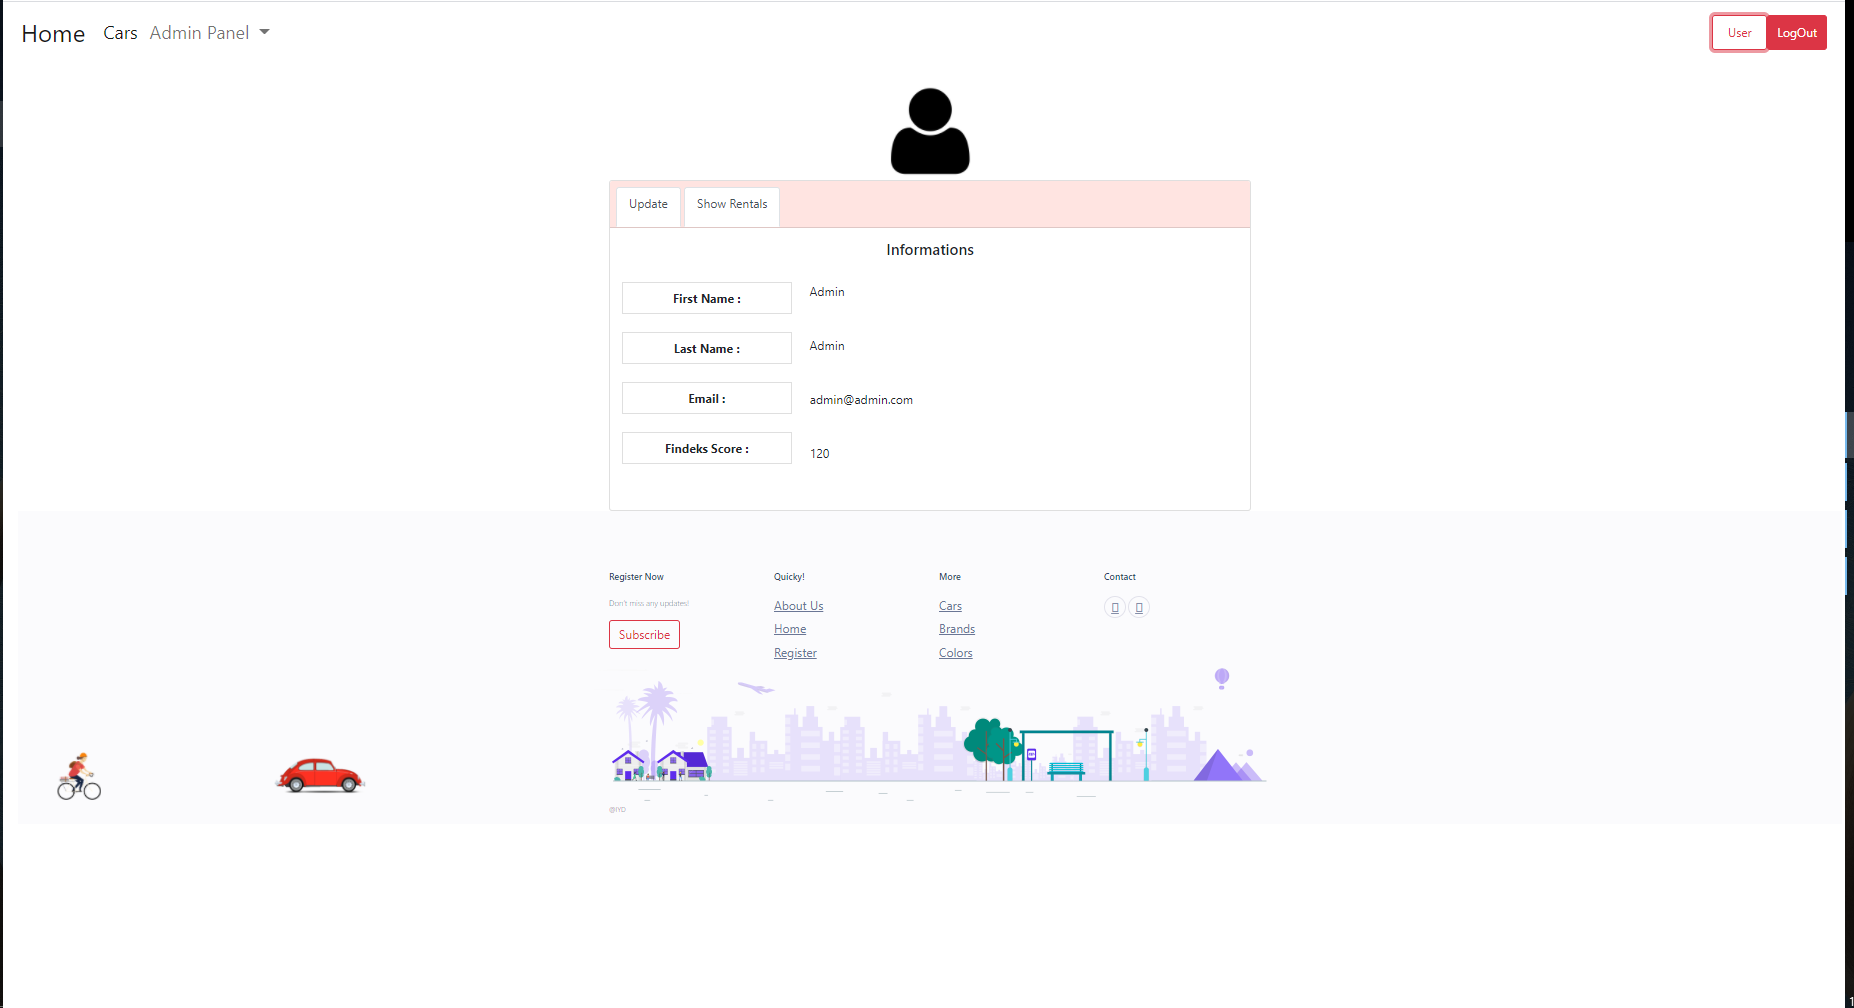 Home Cars Admin Panel User LogOut
Update Show Rentals
Informations
First Name : Admin
Last Name : Admin
Email : admin@admin.com
Findeks Score : 120
Register Now Quicky! More Contact
Don't miss any updates! About Us Cars
Subscribe Home Brands
Register Colors
@IYD